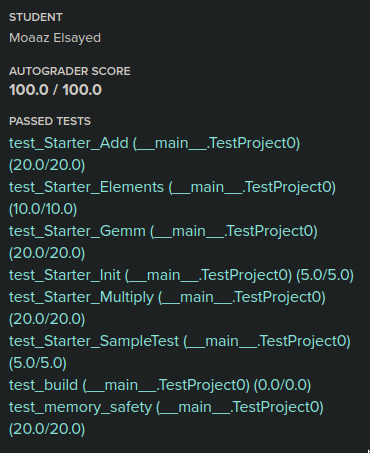 STUDENT
Moaaz Elsayed
AUTOGRADER SCORE
100.0 / 100.0
PASSED TESTS
test_Starter_Add (__main__.TestProject0)
(20.0/20.0)
test_Starter_Elements (__main__.TestProject0)
(10.0/10.0)
test_Starter_Gemm (__main__.TestProject0)
(20.0/20.0)
test_Starter_Init (__main__.TestProject0) (5.0/5.0)
test_Starter_Multiply (__main__.TestProject0)
(20.0/20.0)
test_Starter_SampleTest (__main__.TestProject0)
(5.0/5.0)
test_build (__main__.TestProject0) (0.0/0.0)
test_memory_safety (__main__.TestProject0)
(20.0/20.0)